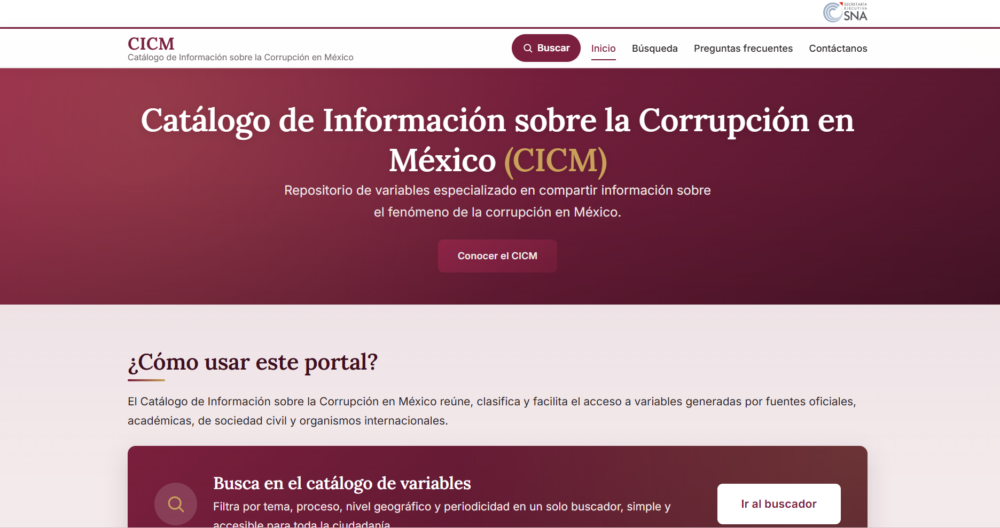 SECRETARÍA
EJECUTIVA
SNA
CICM
Catálogo de Información sobre la Corrupción en México
Buscar
Inicio
Búsqueda
Preguntas frecuentes
Contáctanos
Catálogo de Información sobre la Corrupción en
México (CICM)
Repositorio de variables especializado en compartir información sobre
el fenómeno de la corrupción en México.
Conocer el CICM
¿Cómo usar este portal?
El Catálogo de Información sobre la Corrupción en México reúne, clasifica y facilita el acceso a variables generadas por fuentes oficiales,
académicas, de sociedad civil y organismos internacionales.
Busca en el catálogo de variables
Filtra por tema, proceso, nivel geográfico y periodicidad en un solo buscador, simple y
accesible para toda la ciudadanía.
Ir al buscador